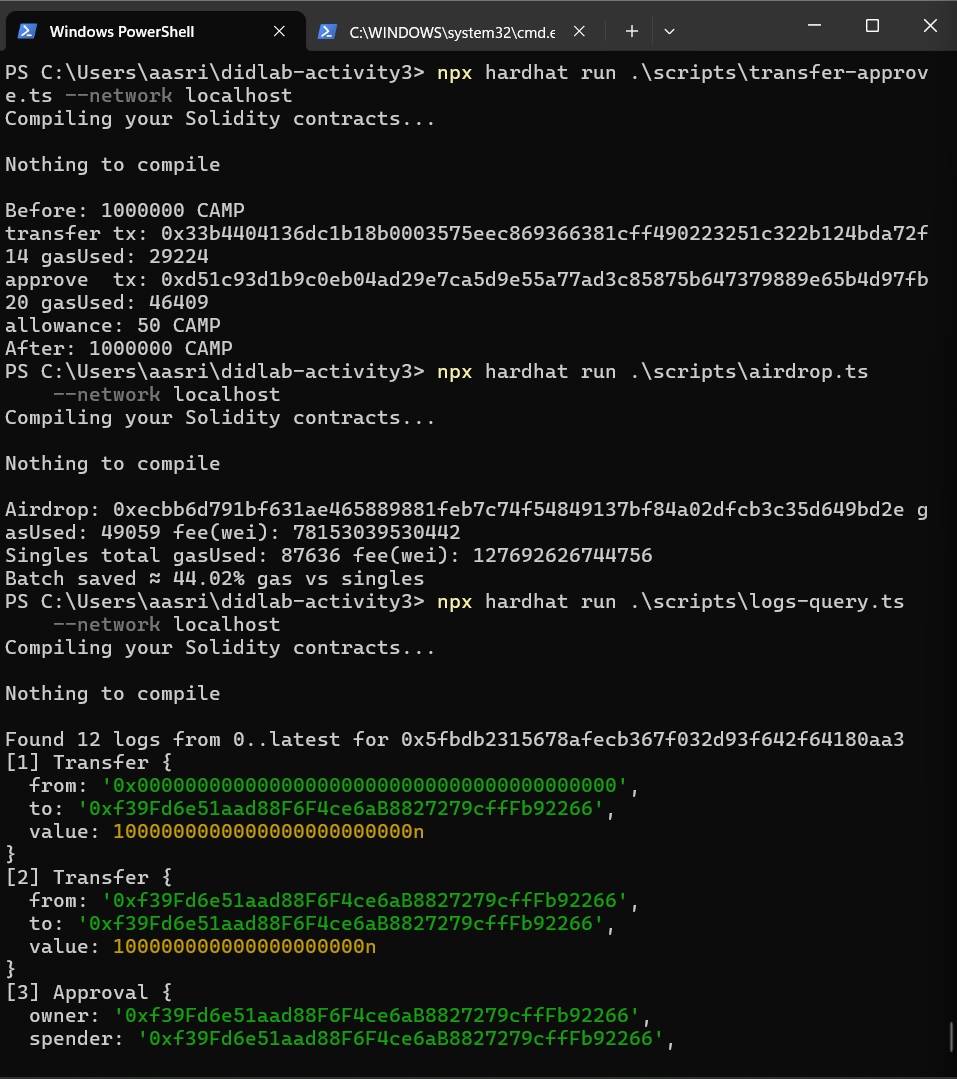 Windows PowerShell
C:\WINDOWS\system32\cmd.e
PS C:\Users\aasri\didlab-activity3> npx hardhat run .\scripts\transfer-approv
e.ts --network localhost
Compiling your Solidity contracts...
Nothing to compile
Before: 1000000 CAMP
transfer tx: 0x33b4404136dc1b18b0003575eec869366381cff490223251c322b124bda72f
14 gasUsed: 29224
approve  tx: 0xd51c93d1b9c0eb04ad29e7ca5d9e55a77ad3c85875b647379889e65b4d97fb
20 gasUsed: 46409
allowance: 50 CAMP
After: 1000000 CAMP
PS C:\Users\aasri\didlab-activity3> npx hardhat run .\scripts\airdrop.ts
    --network localhost
Compiling your Solidity contracts...
Nothing to compile
Airdrop: 0xecbb6d791bf631ae465889881feb7c74f54849137bf84a02dfcb3c35d649bd2e g
asUsed: 49059 fee(wei): 78153039530442
Singles total gasUsed: 87636 fee(wei): 127692626744756
Batch saved ≈ 44.02% gas vs singles
PS C:\Users\aasri\didlab-activity3> npx hardhat run .\scripts\logs-query.ts
    --network localhost
Compiling your Solidity contracts...
Nothing to compile
Found 12 logs from 0..latest for 0x5fbdb2315678afecb367f032d93f642f64180aa3
[1] Transfer {
  from: '0x0000000000000000000000000000000000000000',
  to: '0xf39Fd6e51aad88F6F4ce6aB8827279cffFb92266',
  value: 1000000000000000000000000n
}
[2] Transfer {
  from: '0xf39Fd6e51aad88F6F4ce6aB8827279cffFb92266',
  to: '0xf39Fd6e51aad88F6F4ce6aB8827279cffFb92266',
  value: 100000000000000000000n
}
[3] Approval {
  owner: '0xf39Fd6e51aad88F6F4ce6aB8827279cffFb92266',
  spender: '0xf39Fd6e51aad88F6F4ce6aB8827279cffFb92266',